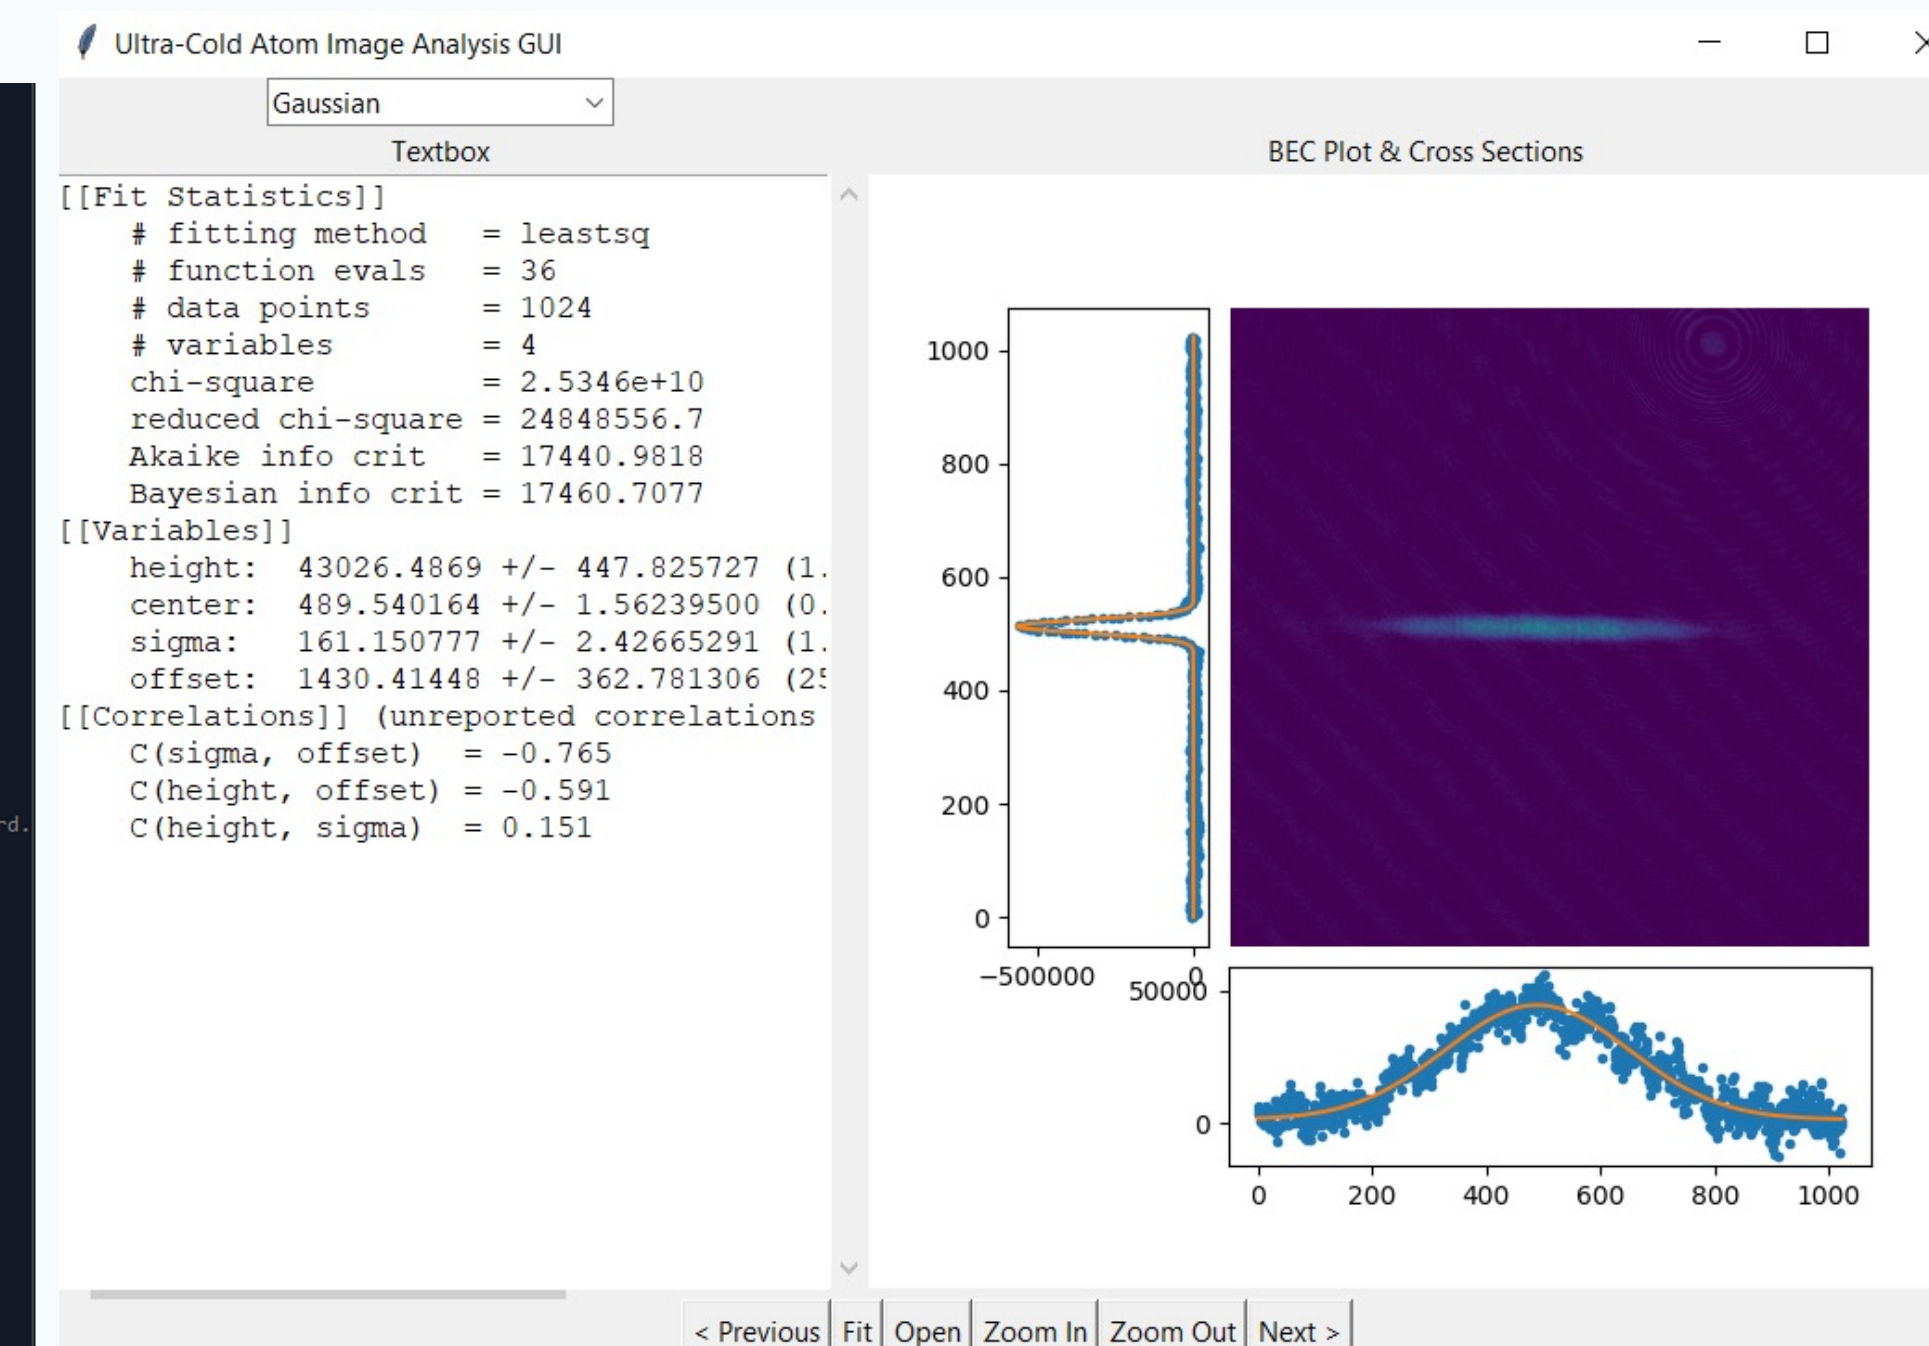 Ultra-Cold Atom Image Analysis GUI
Gaussian
Textbox
[[Fit Statistics]]
    # fitting method   = leastsq
    # function evals   = 36
    # data points      = 1024
    # variables        = 4
    chi-square         = 2.5346e+10
    reduced chi-square = 24848556.7
    Akaike info crit   = 17440.9818
    Bayesian info crit = 17460.7077
[[Variables]]
    height:  43026.4869 +/- 447.825727 (1.
    center:  489.540164 +/- 1.56239500 (0.
    sigma:   161.150777 +/- 2.42665291 (1.
    offset:  1430.41448 +/- 362.781306 (25
[[Correlations]] (unreported correlations
    C(sigma, offset)  = -0.765
    C(height, offset) = -0.591
    C(height, sigma)  = 0.151
rd.
BEC Plot & Cross Sections
1000
800
600
400
200
0
−500000 0
50000
0
0 200 400 600 800 1000
< Previous Fit Open Zoom In Zoom Out Next >